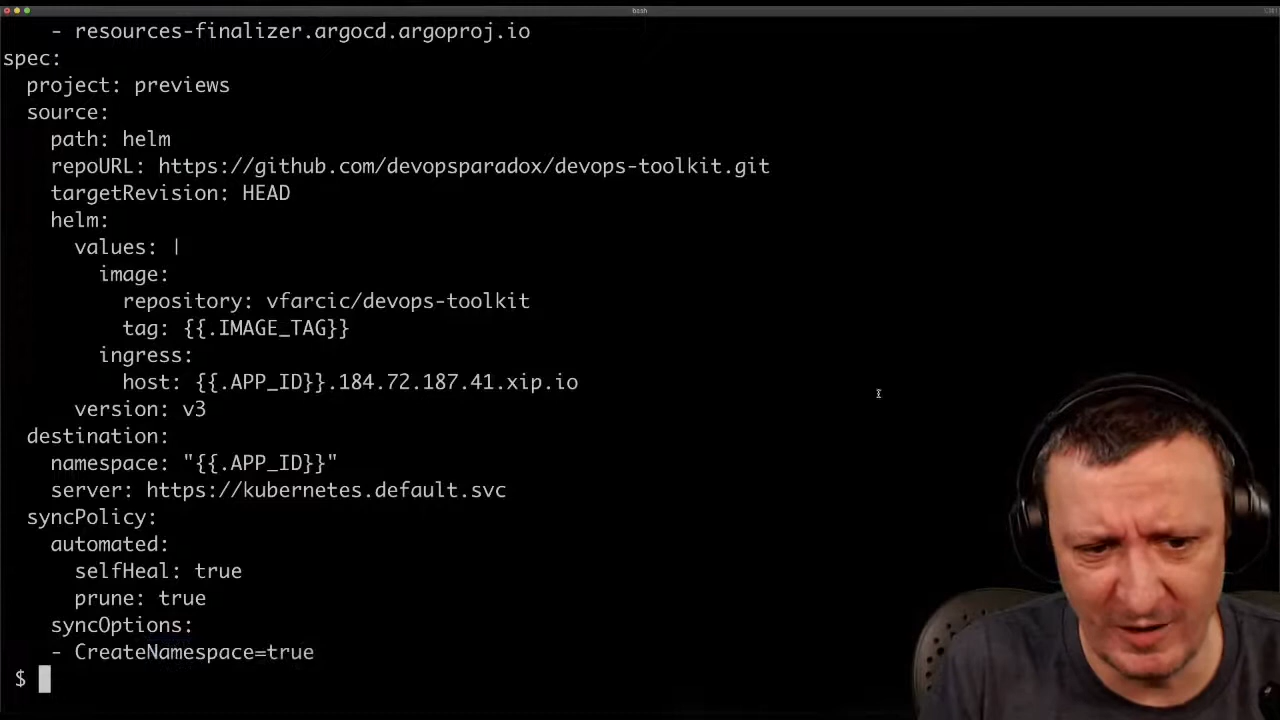 bash
- resources-finalizer.argocd.argoproj.io
spec:
project: previews
source:
path: helm
repoURL: https://github.com/devopsparadox/devops-toolkit.git
targetRevision: HEAD
helm:
values: |
image:
repository: vfarcic/devops-toolkit
tag: {{.IMAGE_TAG}}
ingress:
host: {{.APP_ID}}.184.72.187.41.xip.io
version: v3
destination:
namespace: "{{.APP_ID}}"
server: https://kubernetes.default.svc
syncPolicy:
automated:
selfHeal: true
prune: true
syncOptions:
- CreateNamespace=true
$